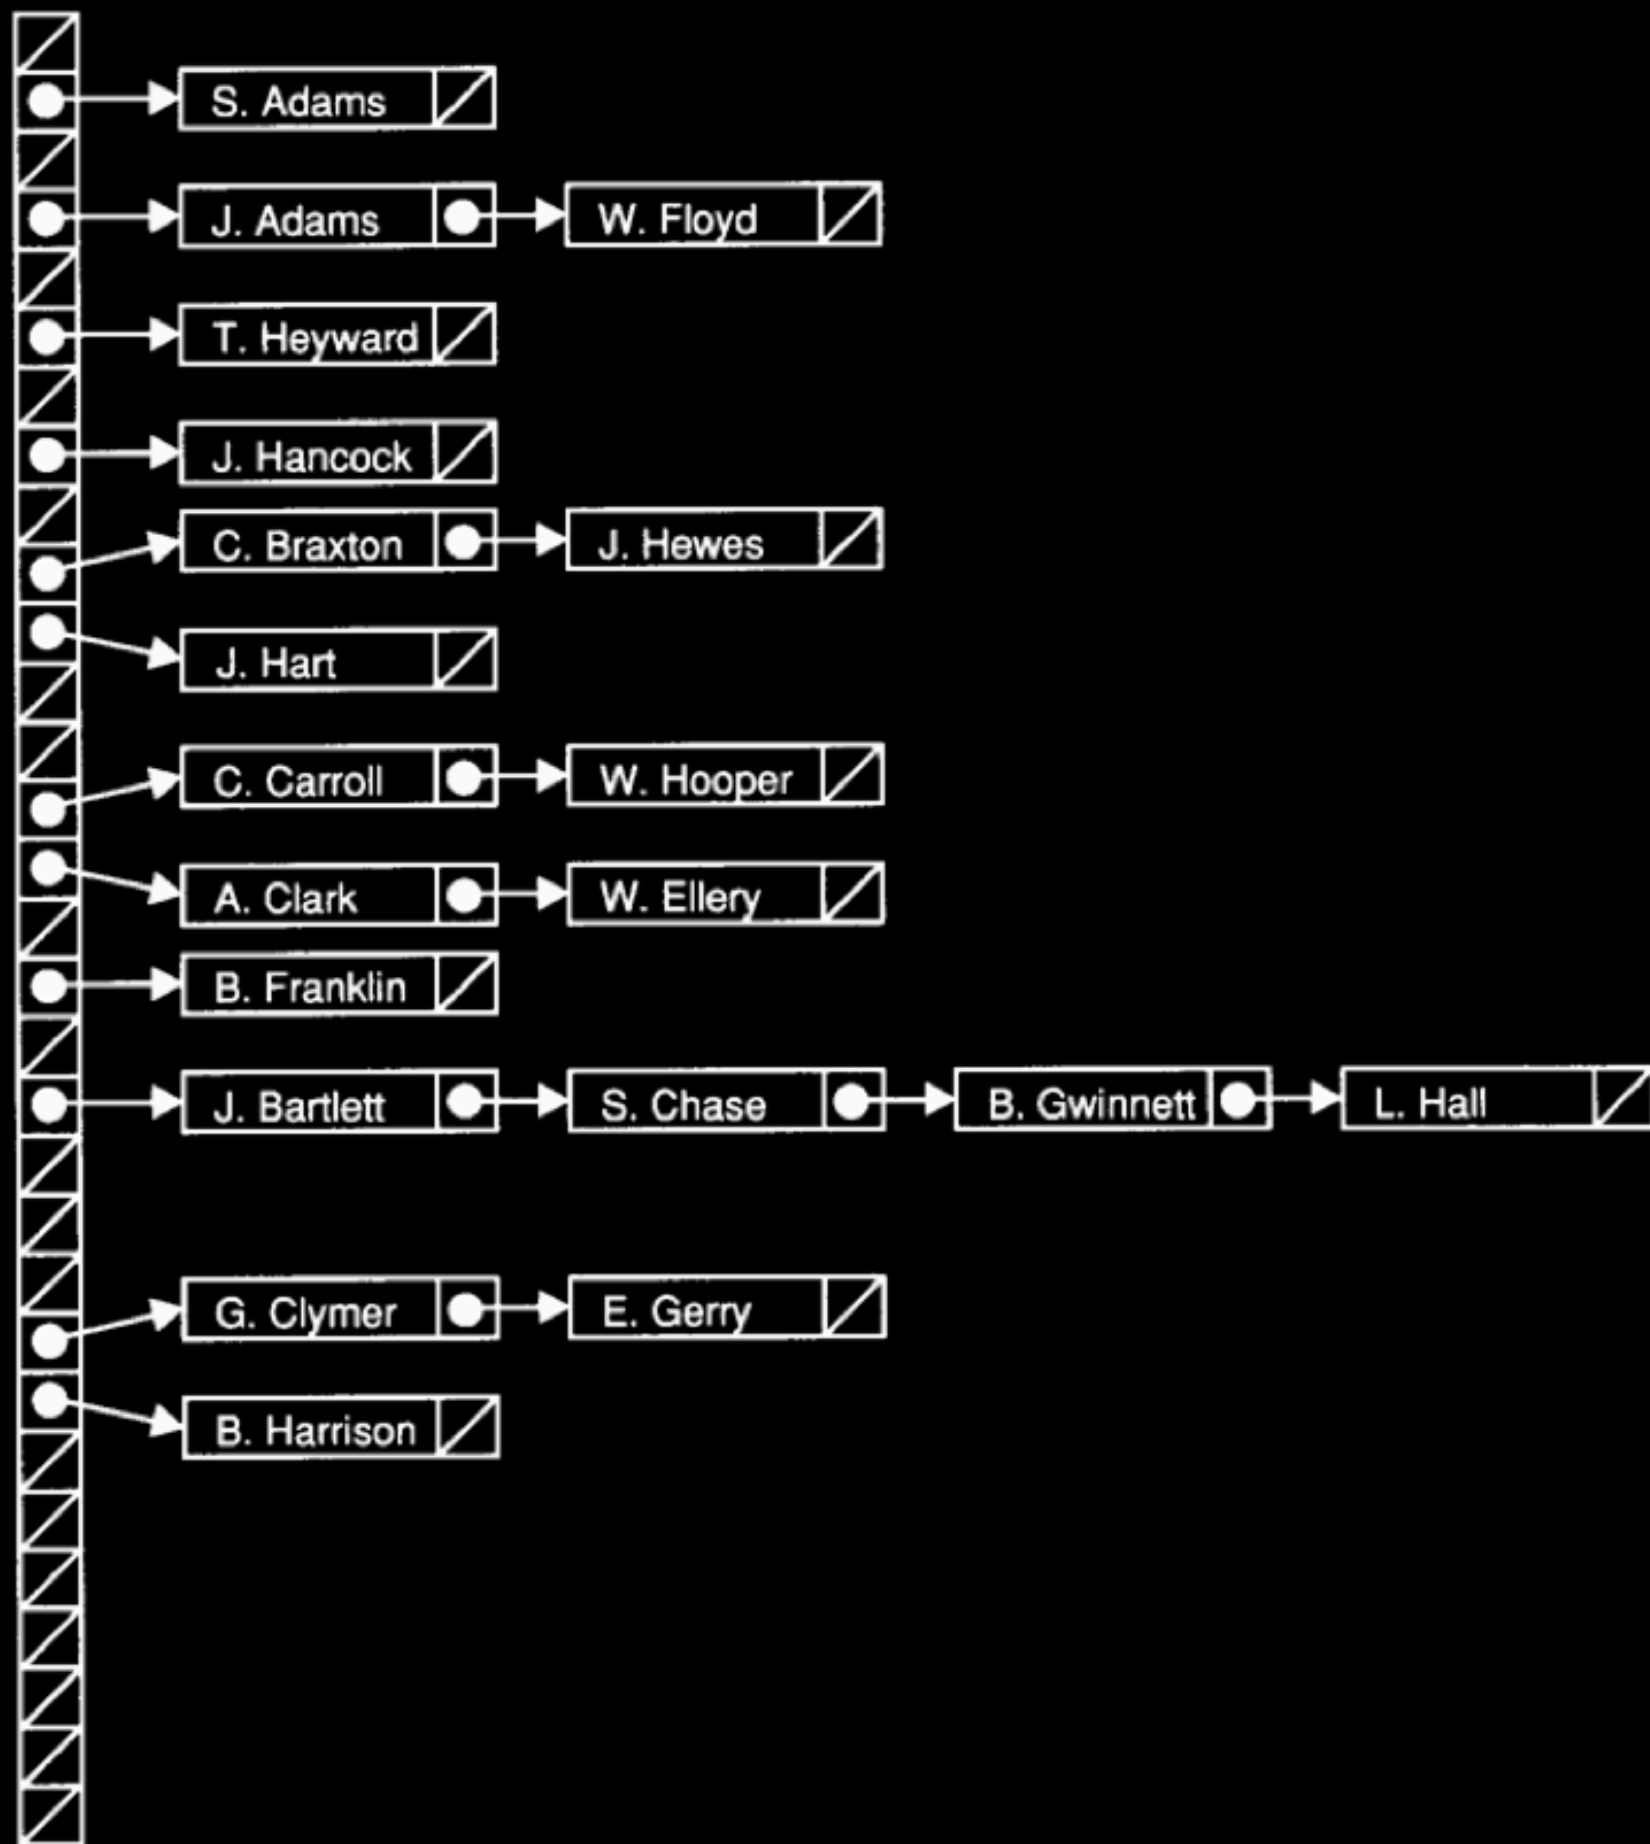 S. Adams
J. Adams W. Floyd
T. Heyward
J. Hancock
C. Braxton J. Hewes
J. Hart
C. Carroll W. Hooper
A. Clark W. Ellery
B. Franklin
J. Bartlett S. Chase B. Gwinnett L. Hall
G. Clymer E. Gerry
B. Harrison